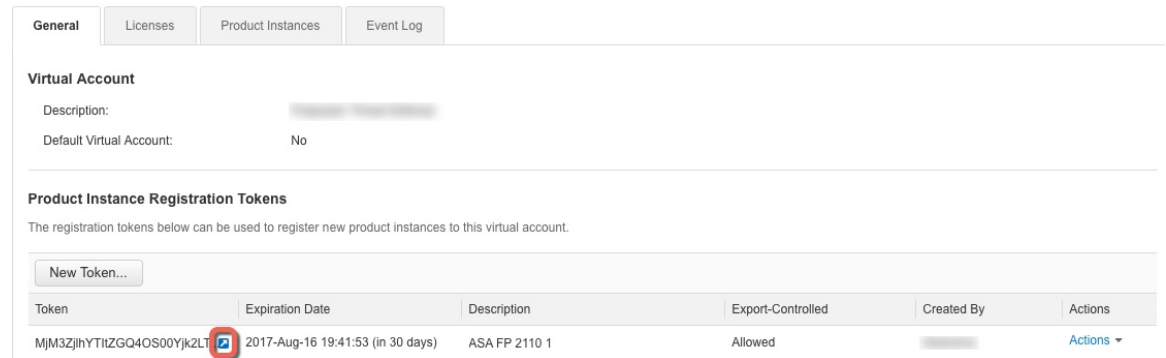 General Licenses Product Instances Event Log
Virtual Account
Description:
Default Virtual Account: No
Product Instance Registration Tokens
The registration tokens below can be used to register new product instances to this virtual account.
New Token...
Token Expiration Date Description Export-Controlled Created By Actions
MjM3ZjlhYTItZGQ4OS00Yjk2LT 2017-Aug-16 19:41:53 (in 30 days) ASA FP 2110 1 Allowed Actions